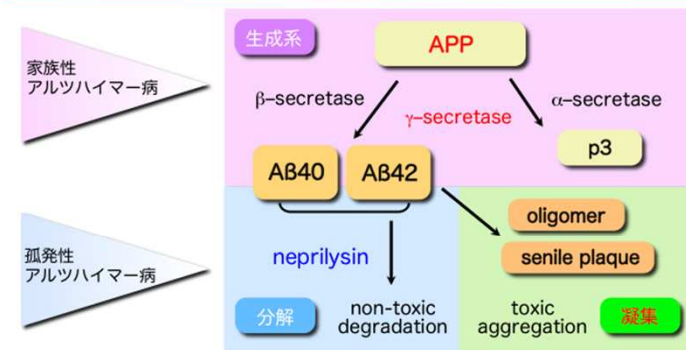 生成系
APP
家族性
アルツハイマー病
β-secretase
γ-secretase
α-secretase
p3
Aß40
Aß42
oligomer
senile plaque
孤発性
アルツハイマー病
neprilysin
分解
non-toxic
degradation
toxic
aggregation
凝集